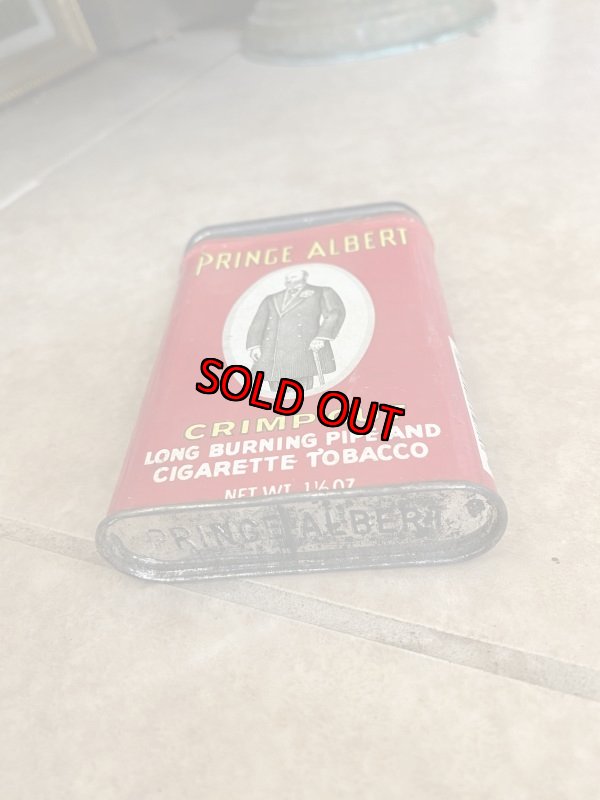 PRINCE ALBERT
SOLD OUT
CRIMP
LONG BURNING PIPE AND
CIGARETTE TOBACCO
NET WT. 1½ OZ
PRINCE ALBERT